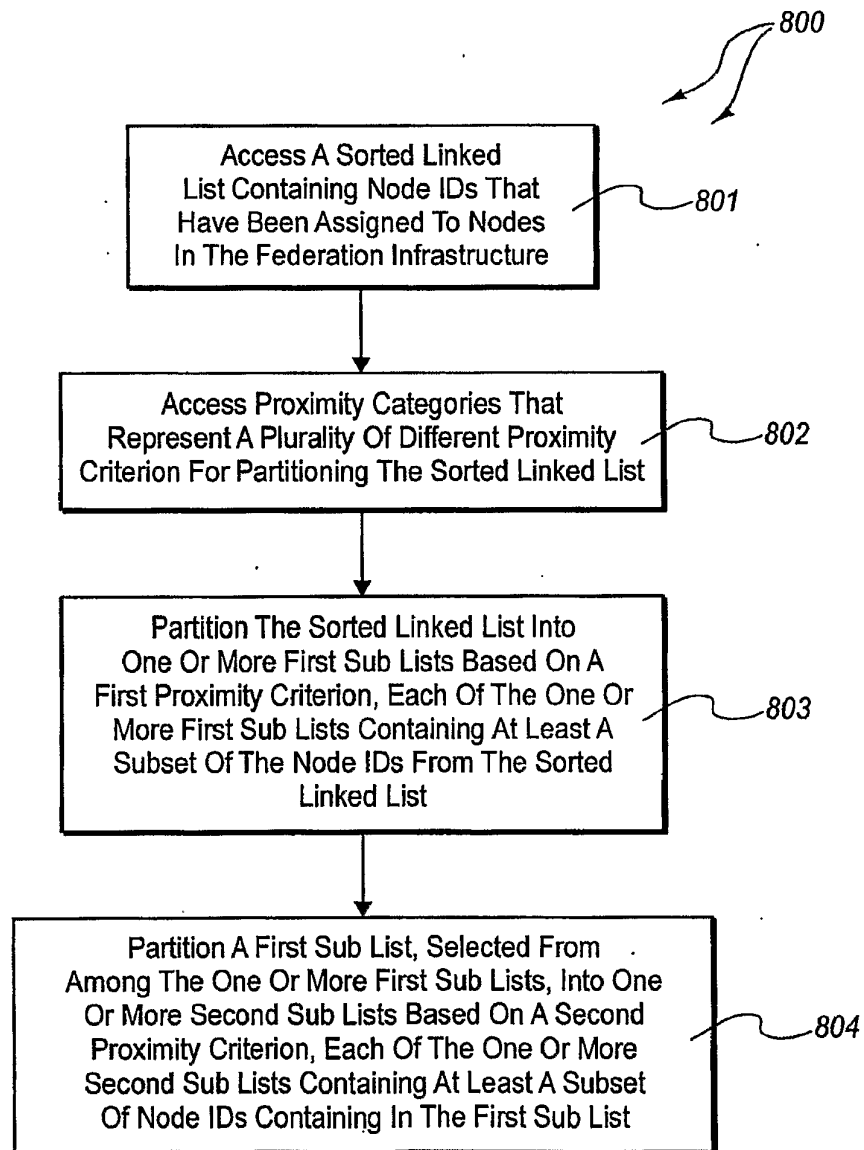 800
Access A Sorted Linked
List Containing Node IDs That
Have Been Assigned To Nodes
In The Federation Infrastructure
801
Access Proximity Categories That
Represent A Plurality Of Different Proximity
Criterion For Partitioning The Sorted Linked List
802
Partition The Sorted Linked List Into
One Or More First Sub Lists Based On A
First Proximity Criterion, Each Of The One Or
More First Sub Lists Containing At Least A
Subset Of The Node IDs From The Sorted
Linked List
803
Partition A First Sub List, Selected From
Among The One Or More First Sub Lists, Into One
Or More Second Sub Lists Based On A Second
Proximity Criterion, Each Of The One Or More
Second Sub Lists Containing At Least A Subset
Of Node IDs Containing In The First Sub List
804